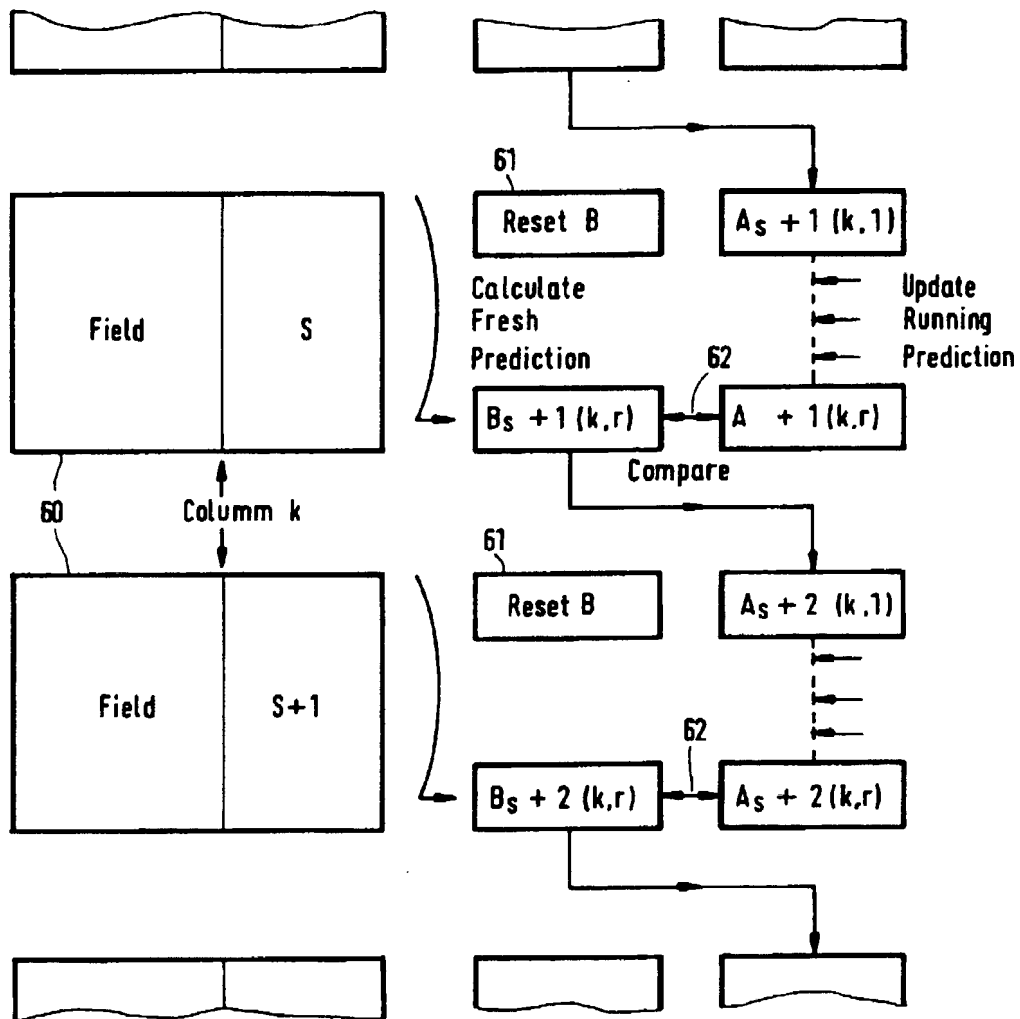 61
Reset B
As + 1 (k,1)
Field
S
Calculate
Fresh
Prediction
Update
Running
Prediction
62
Bs + 1 (k,r)
A + 1 (k,r)
Compare
60
Columm k
61
Reset B
As + 2 (k,1)
Field
S+1
62
Bs + 2 (k,r)
As + 2 (k,r)